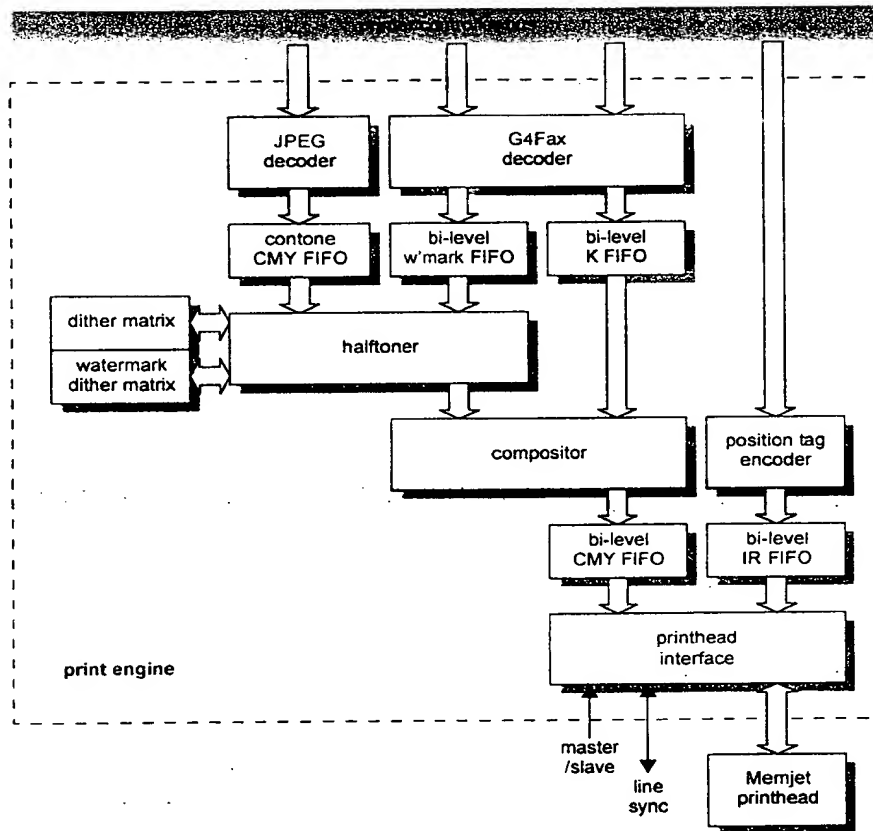 JPEG
decoder
G4Fax
decoder
contone
CMY FIFO
bi-level
w'mark FIFO
bi-level
K FIFO
dither matrix
watermark
dither matrix
halftoner
compositor
position tag
encoder
bi-level
CMY FIFO
bi-level
IR FIFO
printhead
interface
print engine
master
/slave
line
sync
Memjet
printhead